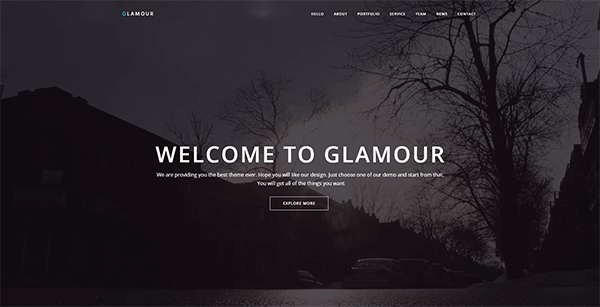 GLAMOUR
HELLO ABOUT PORTFOLIO SERVICE TEAM NEWS CONTACT
WELCOME TO GLAMOUR
We are providing you the best theme ever. Hope you will like our design. Just choose one of our demo and start from that.
You will get all of the things you want
EXPLORE MORE